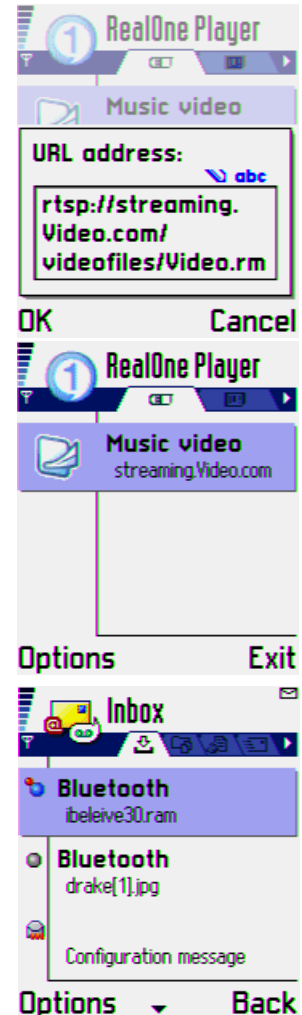 RealOne Player
Music video
URL address:
abc
rtsp://streaming.
Video.com/
videofiles/Video.rm
OK Cancel
RealOne Player
Music video
streaming.Video.com
Options Exit
Inbox
Bluetooth
ibeleive30.ram
Bluetooth
drake[1].jpg
Configuration message
Options Back